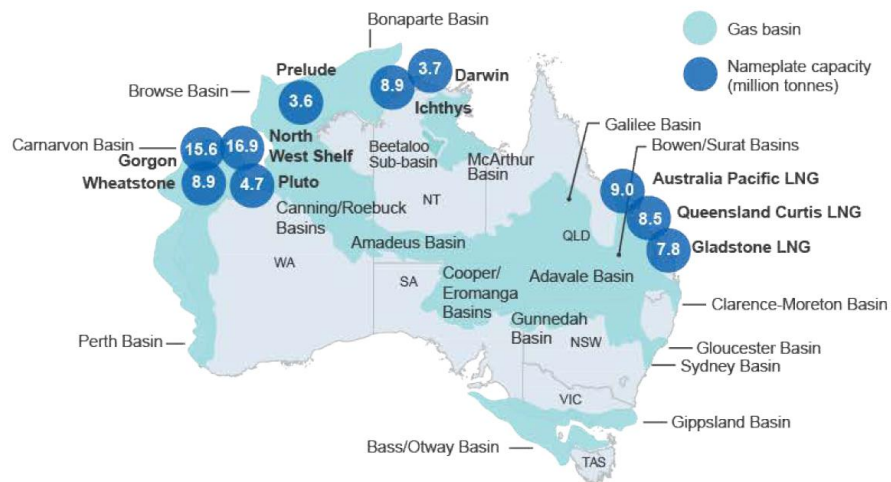 Bonaparte Basin
Gas basin
Nameplate capacity
(million tonnes)
Prelude
3.7
Darwin
8.9
Ichthys
Browse Basin
3.6
Galilee Basin
Bowen/Surat Basins
Carnarvon Basin
15.6
16.9
North
West Shelf
Gorgon
Beetaloo
Sub-basin
McArthur
Basin
Wheatstone
8.9
4.7
Pluto
9.0
Australia Pacific LNG
NT
Canning/Roebuck
Basins
8.5
Queensland Curtis LNG
QLD
Amadeus Basin
7.8
Gladstone LNG
WA
SA
Cooper/
Eromanga
Basins
Adavale Basin
Clarence-Moreton Basin
Gunnedah
Basin
NSW
Perth Basin
Gloucester Basin
Sydney Basin
VIC
Gippsland Basin
Bass/Otway Basin
TAS